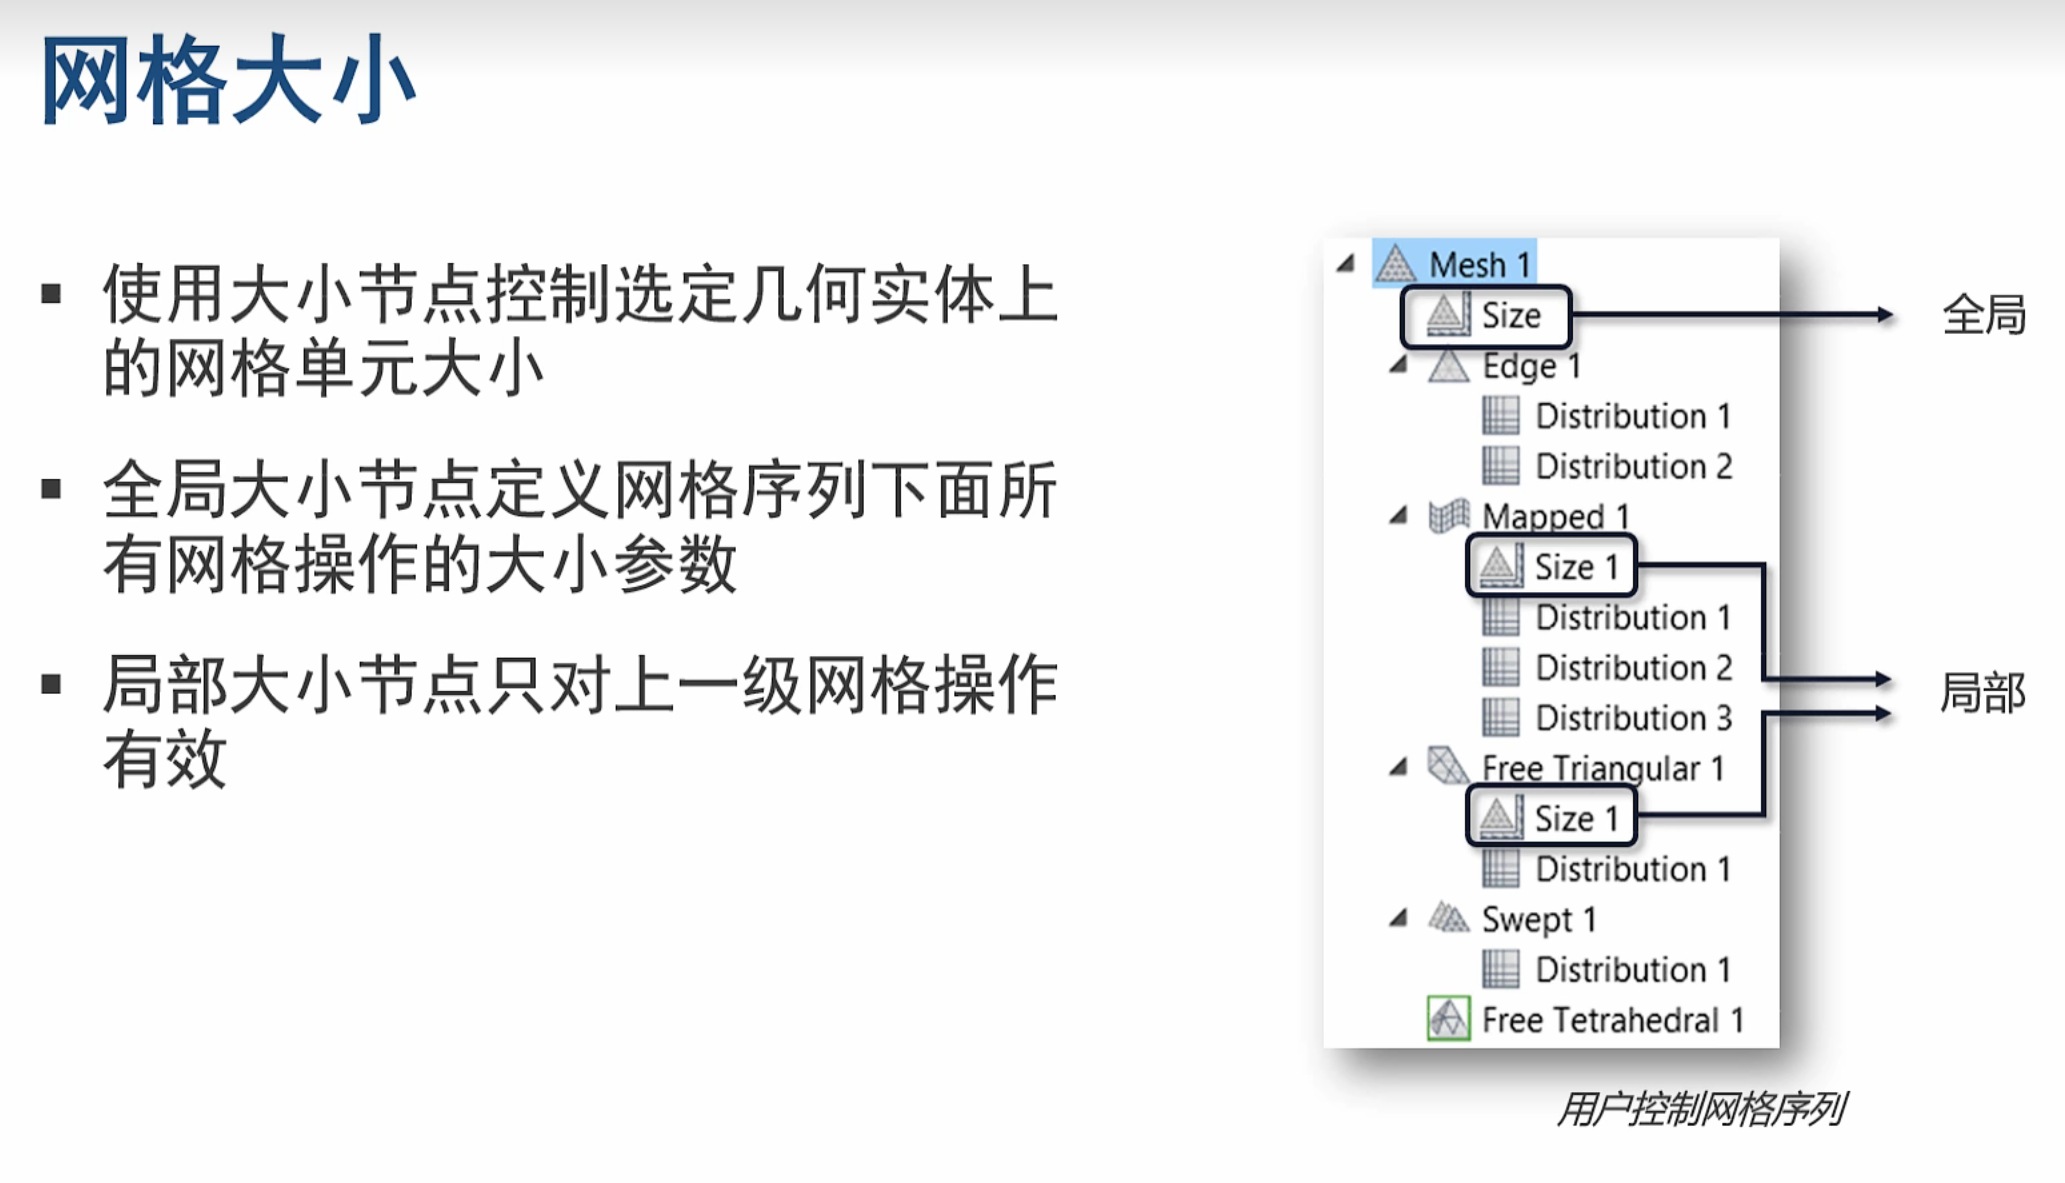 网格大小
使用大小节点控制选定几何实体上
的网格单元大小
全局大小节点定义网格序列下面所
有网格操作的大小参数
局部大小节点只对上一级网格操作
有效
Mesh 1
Size
全局
Edge 1
Distribution 1
Distribution 2
Mapped 1
Size 1
Distribution 1
Distribution 2
局部
Distribution 3
Free Triangular 1
Size 1
Distribution 1
Swept 1
Distribution 1
Free Tetrahedral 1
用户控制网格序列